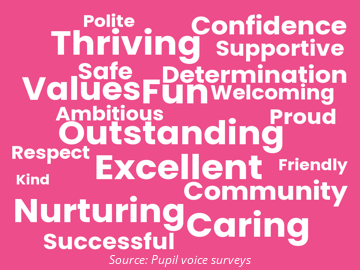 Polite
Confidence
Thriving
Supportive
Safe
Determination
Values
Fun
Welcoming
Ambitious
Proud
Outstanding
Respect
Excellent
Friendly
Kind
Community
Nurturing
Caring
Successful
Source: Pupil voice surveys